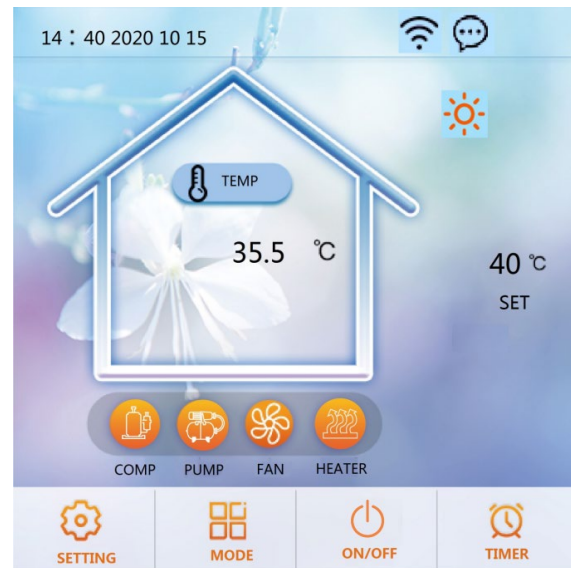 14：40 2020 10 15
TEMP
35.5 ℃
40 ℃
SET
COMP PUMP FAN HEATER
SETTING MODE ON/OFF TIMER